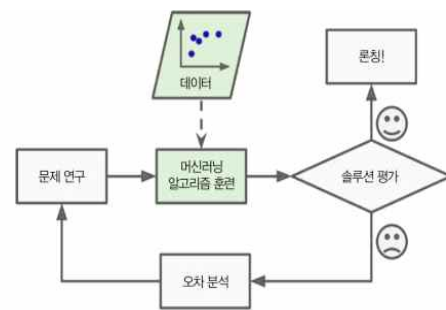 데이터
론칭!
문제 연구
머신러닝
알고리즘 훈련
솔루션 평가
오차 분석